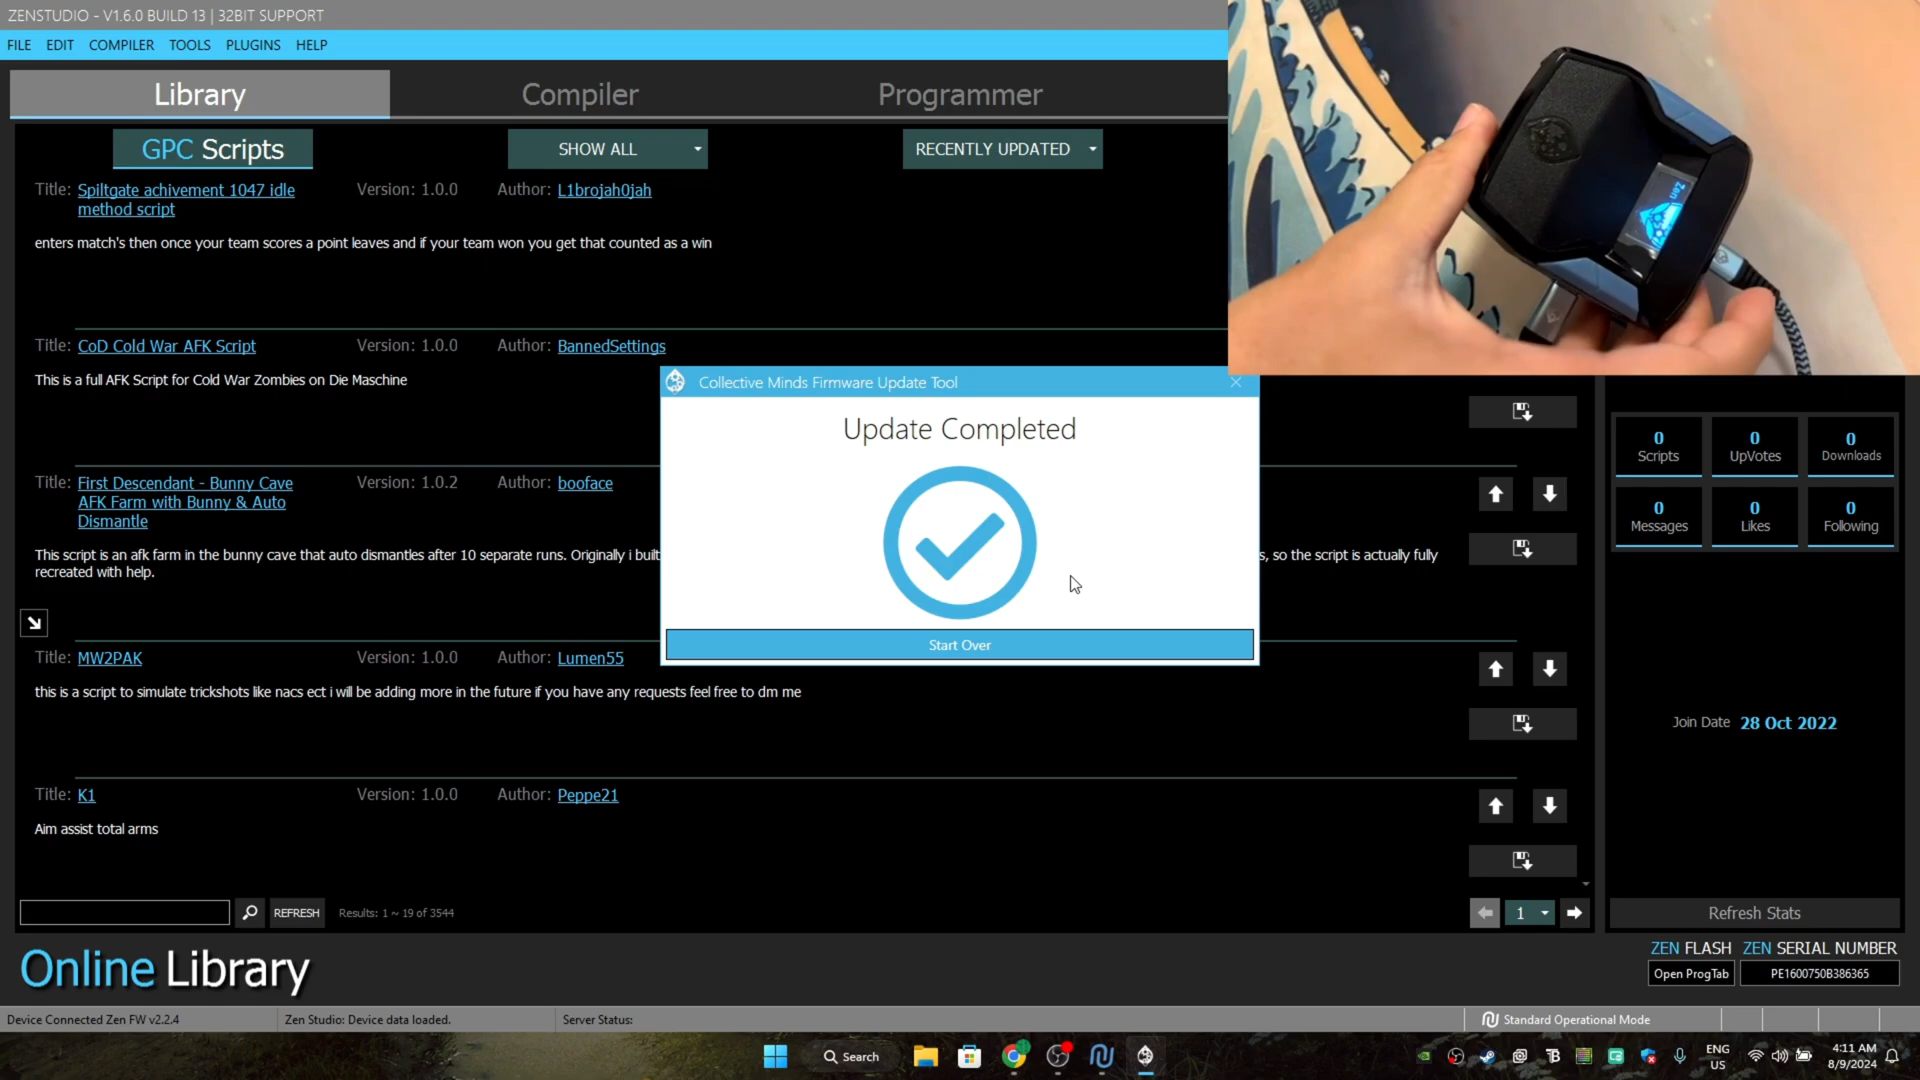 ZENSTUDIO - V1.6.0 BUILD 13 | 32BIT SUPPORT
FILE EDIT COMPILER TOOLS PLUGINS HELP
Library Compiler Programmer
GPC Scripts SHOW ALL RECENTLY UPDATED
Title: Spiltgate achivement 1047 idle Version: 1.0.0 Author: L1brojah0jah
method script
enters match's then once your team scores a point leaves and if your team won you get that counted as a win
Zen
Title: CoD Cold War AFK Script Version: 1.0.0 Author: BannedSettings
This is a full AFK Script for Cold War Zombies on Die Maschine
Collective Minds Firmware Update Tool
Update Completed
Start Over
Title: First Descendant - Bunny Cave Version: 1.0.2 Author: booface
AFK Farm with Bunny & Auto
Dismantle
This script is an afk farm in the bunny cave that auto dismantles after 10 separate runs. Originally i built s, so the script is actually fully
recreated with help.
Title: MW2PAK Version: 1.0.0 Author: Lumen55
this is a script to simulate trickshots like nacs ect i will be adding more in the future if you have any requests feel free to dm me
Title: K1 Version: 1.0.0 Author: Peppe21
Aim assist total arms
0 0 0
Scripts UpVotes Downloads
0 0 0
Messages Likes Following
Join Date 28 Oct 2022
REFRESH Results: 1 ~ 19 of 3544 1
Refresh Stats
Online Library
ZEN FLASH ZEN SERIAL NUMBER
Open ProgTab PE1600750B386365
Device Connected Zen FW v2.2.4 Zen Studio: Device data loaded. Server Status: Standard Operational Mode
Search
ENG
US
4:11 AM
8/9/2024